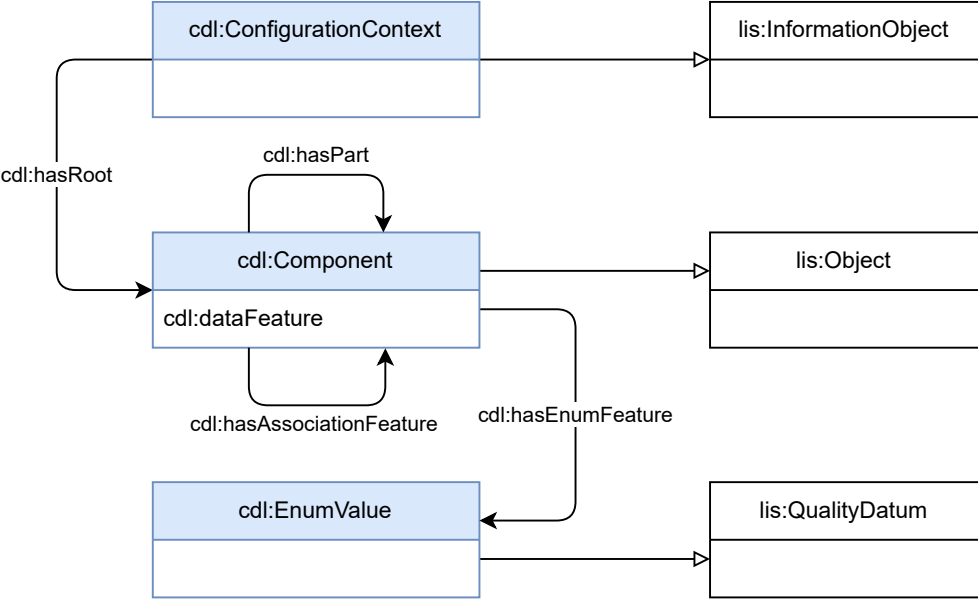 cdl:ConfigurationContext
lis:InformationObject
cdl:hasPart
cdl:hasRoot
cdl:Component
lis:Object
cdl:dataFeature
cdl:hasAssociationFeature
cdl:hasEnumFeature
cdl:EnumValue
lis:QualityDatum